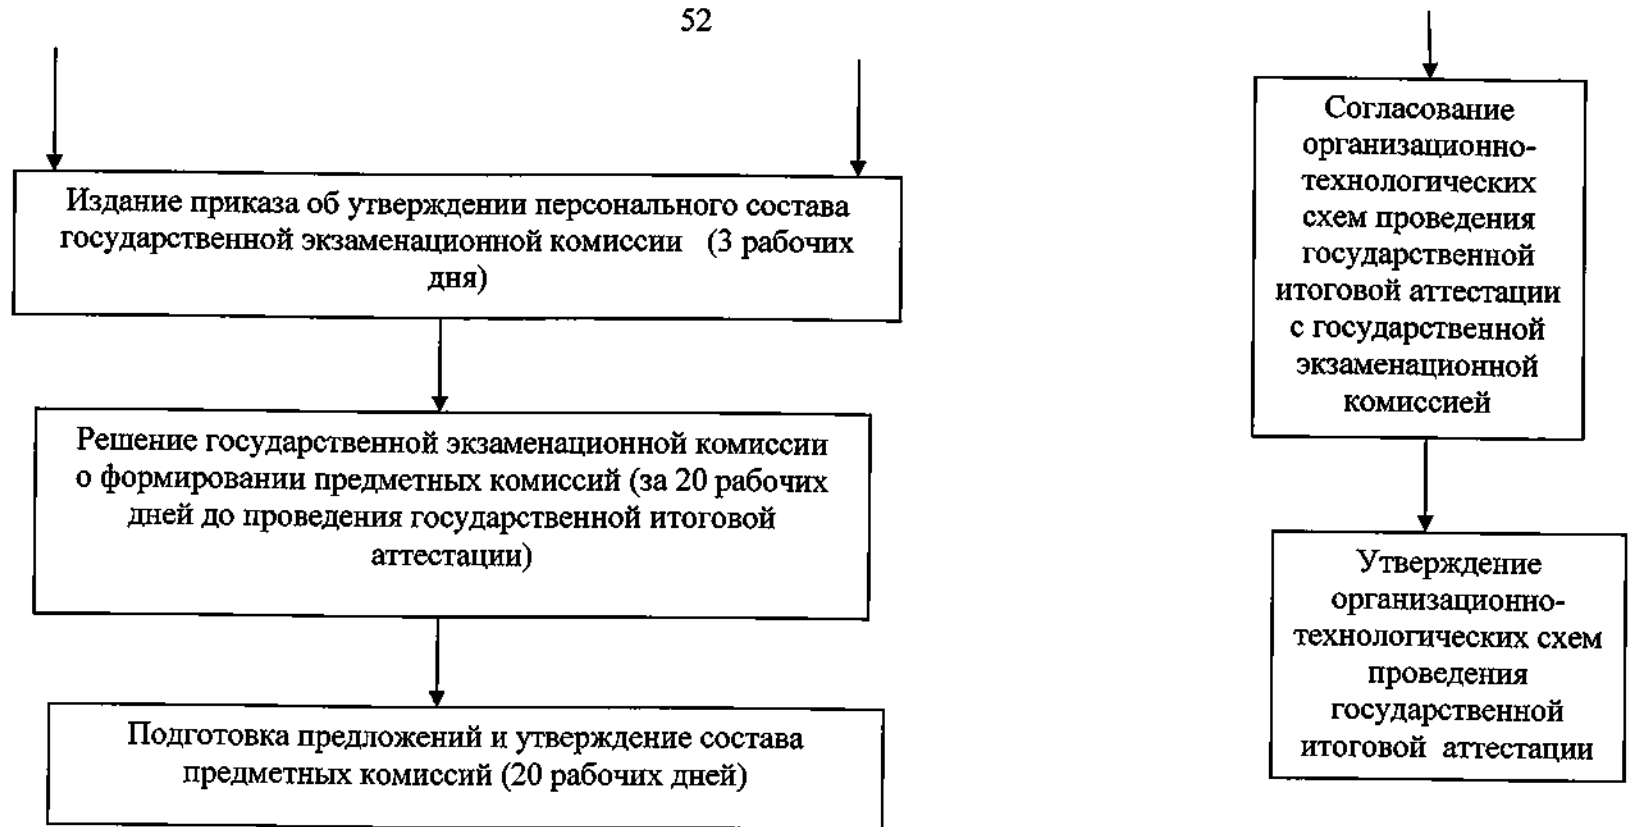 52
Издание приказа об утверждении персонального состава
государственной экзаменационной комиссии (3 рабочих
дня)
Решение государственной экзаменационной комиссии
о формировании предметных комиссий (за 20 рабочих
дней до проведения государственной итоговой
аттестации)
Подготовка предложений и утверждение состава
предметных комиссий (20 рабочих дней)
Согласование
организационно-
технологических
схем проведения
государственной
итоговой аттестации
с государственной
экзаменационной
комиссией
Утверждение
организационно-
технологических схем
проведения
государственной
итоговой аттестации